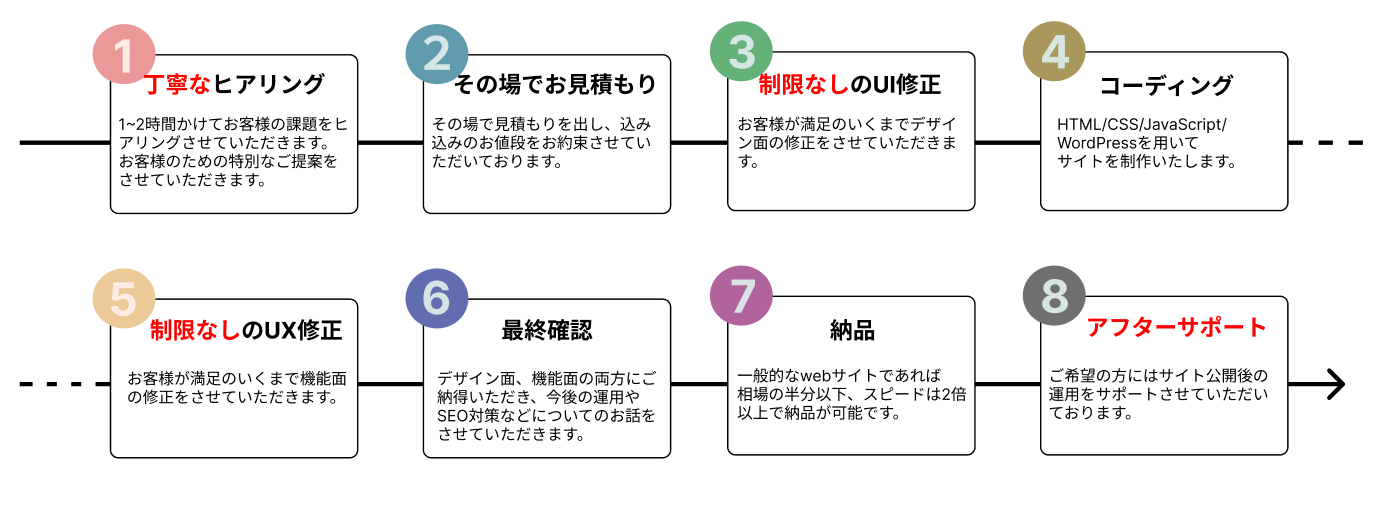 1
丁寧なヒアリング
1~2時間かけてお客様の課題をヒ
アリングさせていただきます。
お客様のための特別なご提案を
させていただきます。
2
その場でお見積もり
その場で見積もりを出し、込み
込みのお値段をお約束させてい
ただいております。
3
制限なしのUI修正
お客様が満足のいくまでデザイ
ン面の修正をさせていただきま
す。
4
コーディング
HTML/CSS/JavaScript/
WordPressを用いて
サイトを制作いたします。
5
制限なしのUX修正
お客様が満足のいくまで機能面
の修正をさせていただきます。
6
最終確認
デザイン面、機能面の両方にご
納得いただき、今後の運用や
SEO対策などについてのお話を
させていただきます。
7
納品
一般的なwebサイトであれば
相場の半分以下、スピードは2倍
以上で納品が可能です。
8
アフターサポート
ご希望の方にはサイト公開後の
運用をサポートさせていただい
ております。